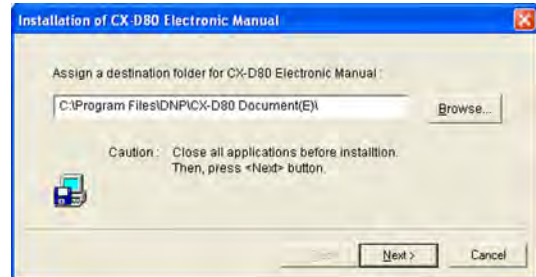 Installation of CX-D80 Electronic Manual
Assign a destination folder for CX-D80 Electronic Manual :
C:\Program Files\DNP\CX-D80 Document(E)\
Browse...
Caution : Close all applications before installtion.
Then, press <Next> button.
Next >
Cancel